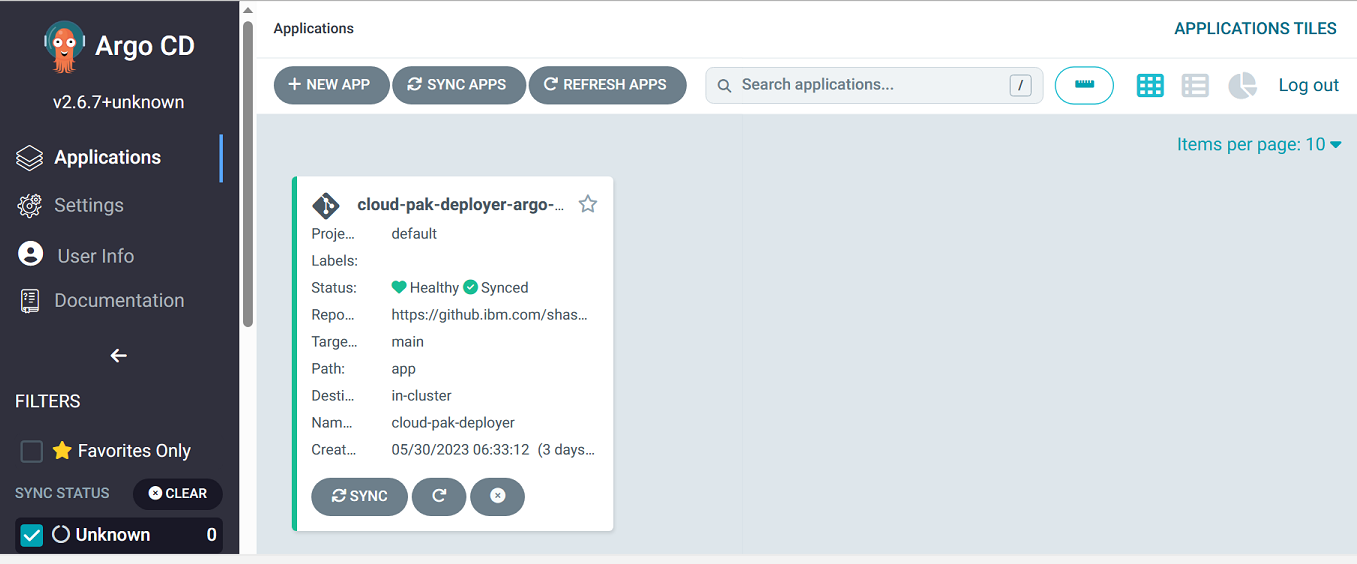 Argo CD
v2.6.7+unknown
Applications
Settings
User Info
Documentation
FILTERS
Favorites Only
SYNC STATUS
CLEAR
Unknown 0
Applications
APPLICATIONS TILES
NEW APP
SYNC APPS
REFRESH APPS
Search applications...
/
Log out
Items per page: 10
cloud-pak-deployer-argo-...
Proje... default
Labels:
Status: Healthy Synced
Repo... https://github.ibm.com/shas...
Targe... main
Path: app
Desti... in-cluster
Nam... cloud-pak-deployer
Creat... 05/30/2023 06:33:12 (3 days...
SYNC